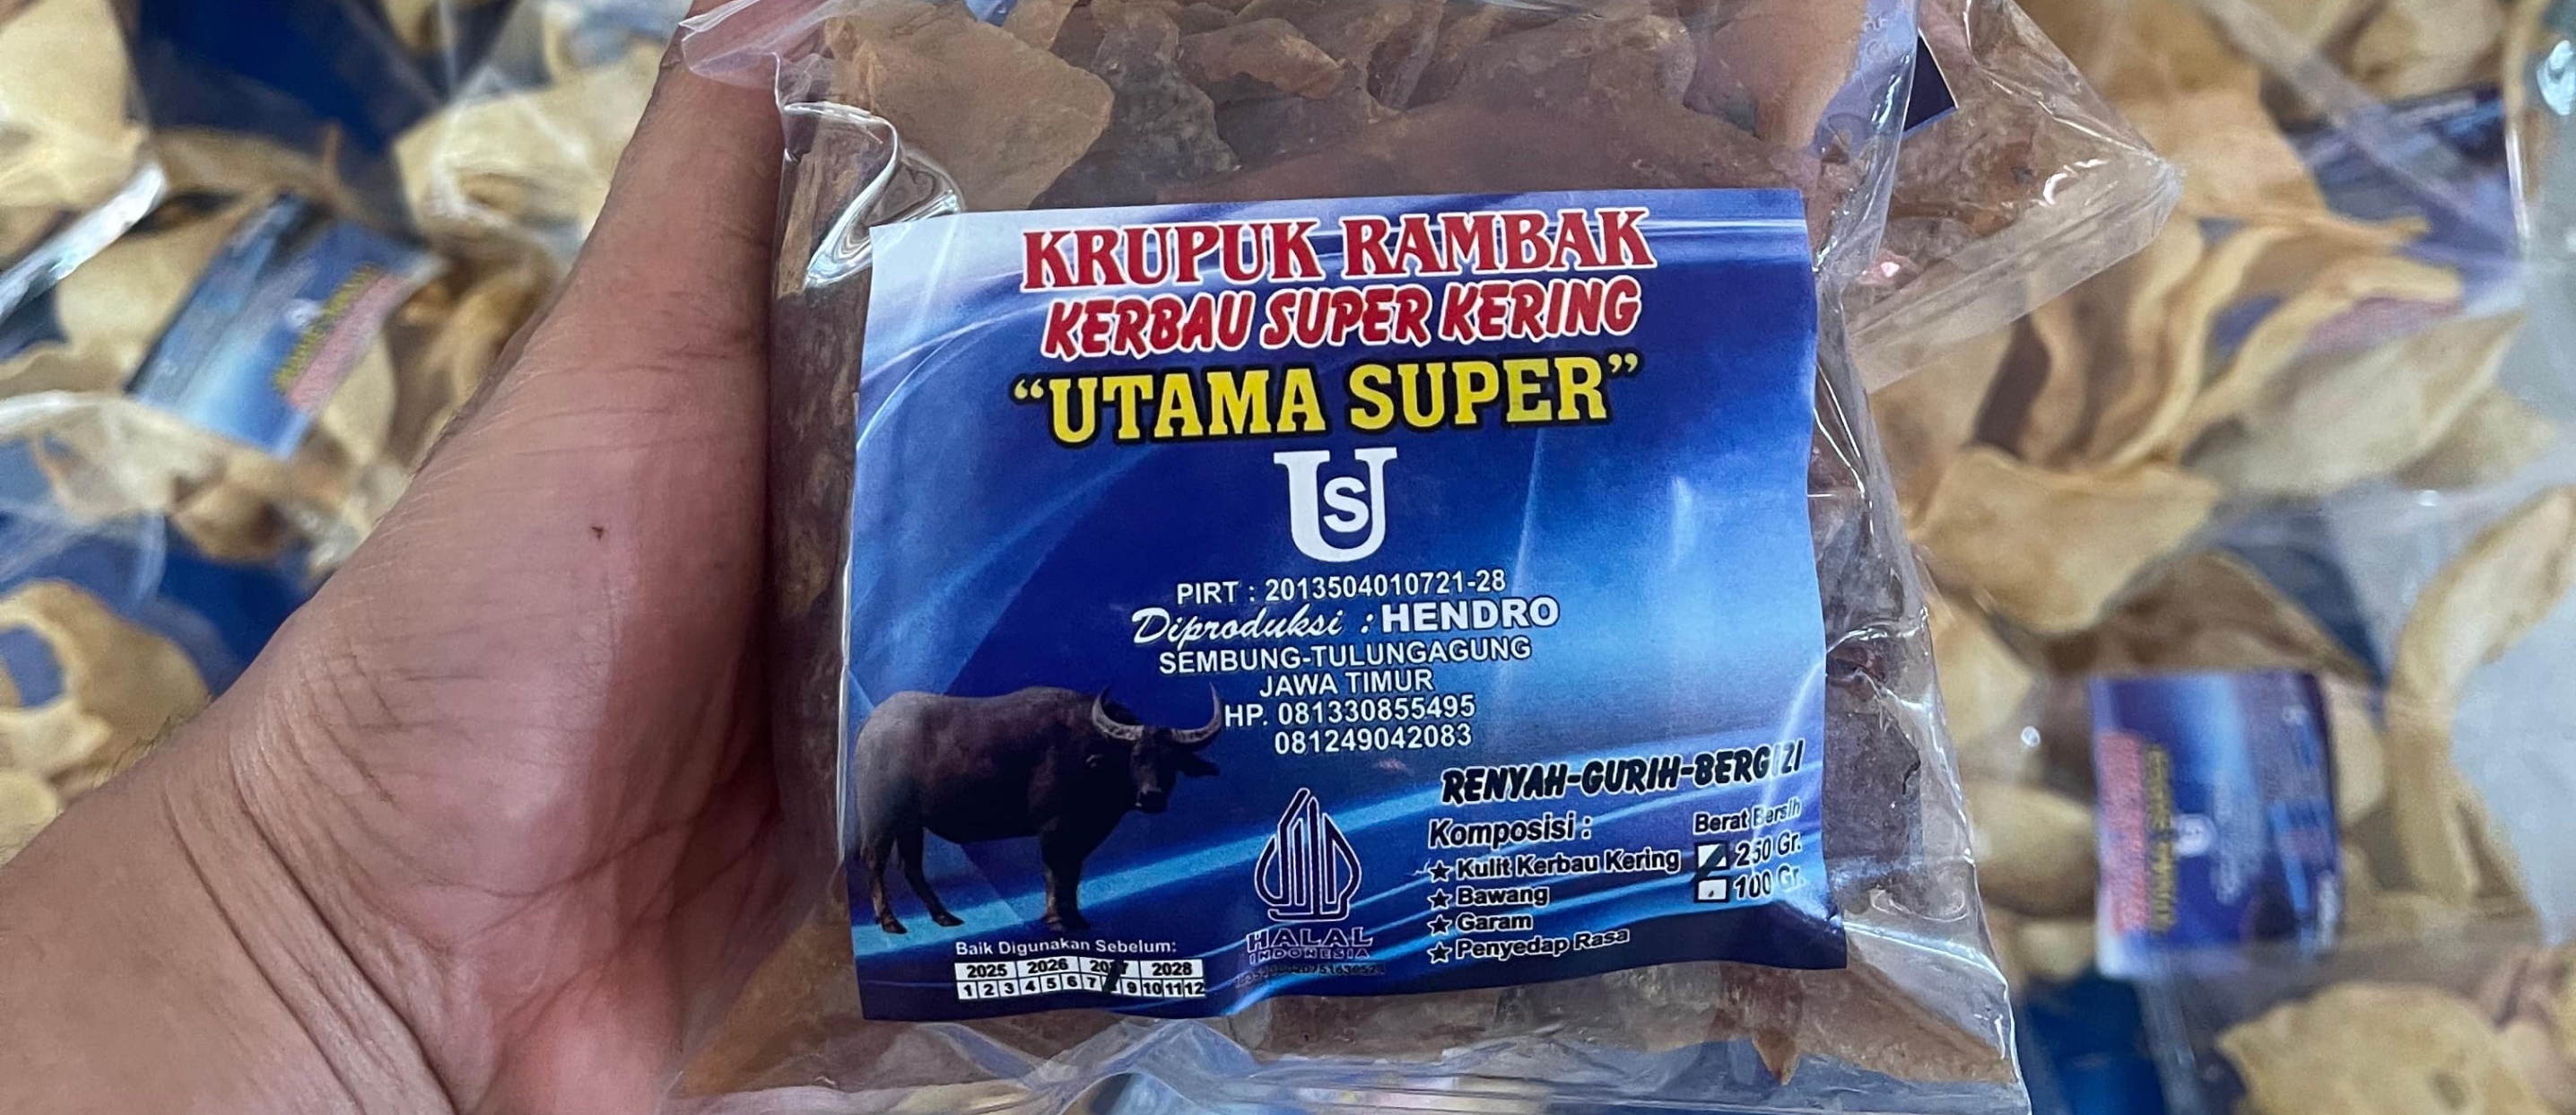 KRUPUK RAMBAK
KERBAU SUPER KERING
“UTAMA SUPER”
US
PIRT : 2013504010721-28
Diproduksi : HENDRO
SEMBUNG-TULUNGAGUNG
JAWA TIMUR
HP. 081330855495
081249042083
RENYAH-GURIH-BERGIZI
Komposisi :
★ Kulit Kerbau Kering
★ Bawang
★ Garam
★ Penyedap Rasa
Berat Bersih
250 Gr.
100 Gr.
HALAL
INDONESIA
Baik Digunakan Sebelum:
2025 2026 2027 2028
1 2 3 4 5 6 7 8 9 10 11 12